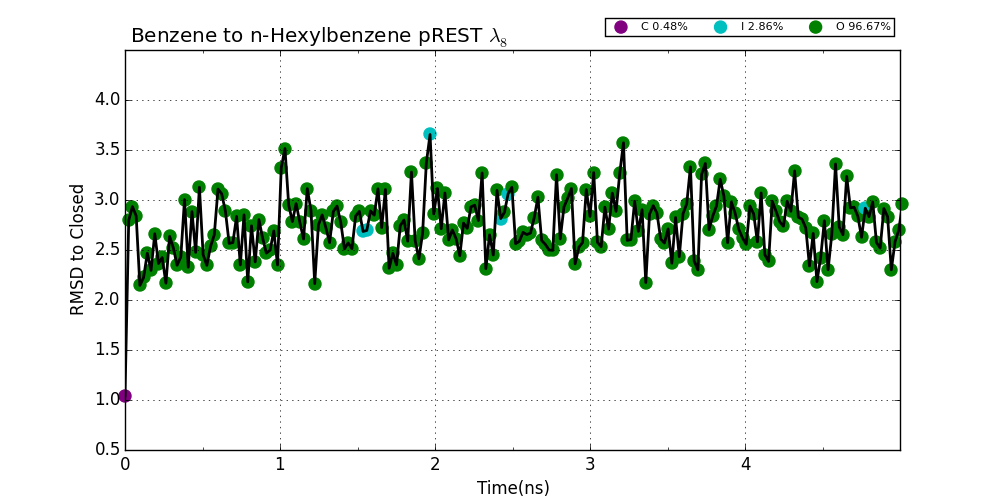 Benzene to n-Hexylbenzene pREST λ₈
C 0.48% I 2.86% O 96.67%
RMSD to Closed
4.0
3.5
3.0
2.5
2.0
1.5
1.0
0.5
0 1 2 3 4
Time(ns)